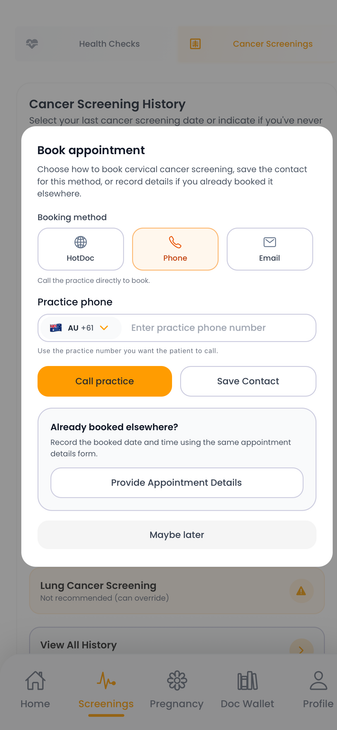 Health Checks
Cancer Screenings
Cancer Screening History
Select your last cancer screening date or indicate if you've never
Book appointment
Choose how to book cervical cancer screening, save the contact
for this method, or record details if you already booked it
elsewhere.
Booking method
HotDoc
Phone
Email
Call the practice directly to book.
Practice phone
AU +61
Enter practice phone number
Use the practice number you want the patient to call.
Call practice
Save Contact
Already booked elsewhere?
Record the booked date and time using the same appointment
details form.
Provide Appointment Details
Maybe later
Lung Cancer Screening
Not recommended (can override)
View All History
Home
Screenings
Pregnancy
Doc Wallet
Profile